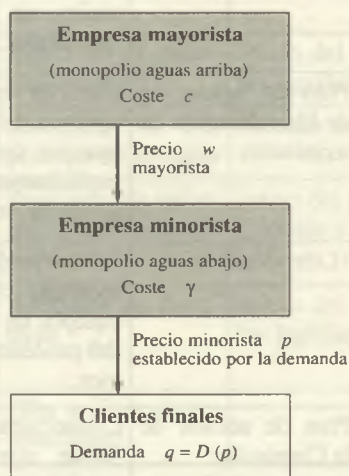 Empresa mayorista
(monopolio aguas arriba)
Coste c
Precio w
mayorista
Empresa minorista
(monopolio aguas abajo)
Coste γ
Precio minorista p
establecido por la demanda
Clientes finales
Demanda q = D (p)